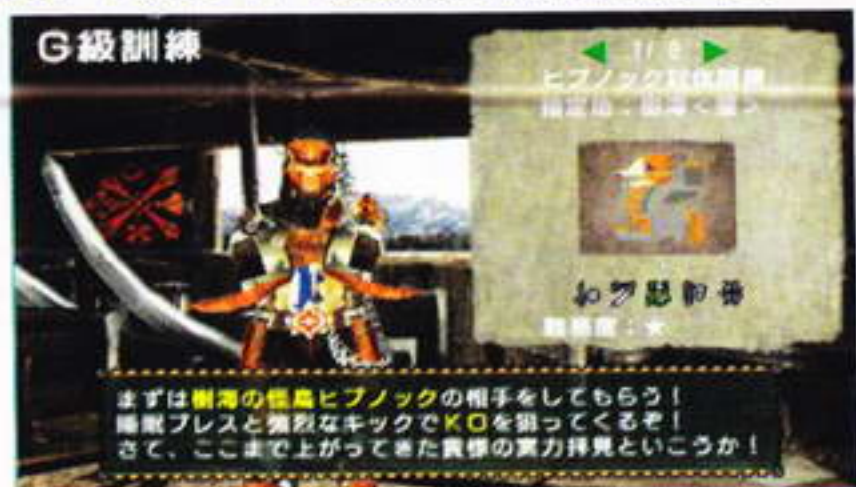 G級訓練
ヒプノック
難易度：★
まずは樹海の怪鳥ヒプノックの相手をしてもらう！
睡眠ブレスと強烈なキックでKOを狙ってくるぞ！
さて、ここまで上がってきた貴様の実力拝見といこうか！